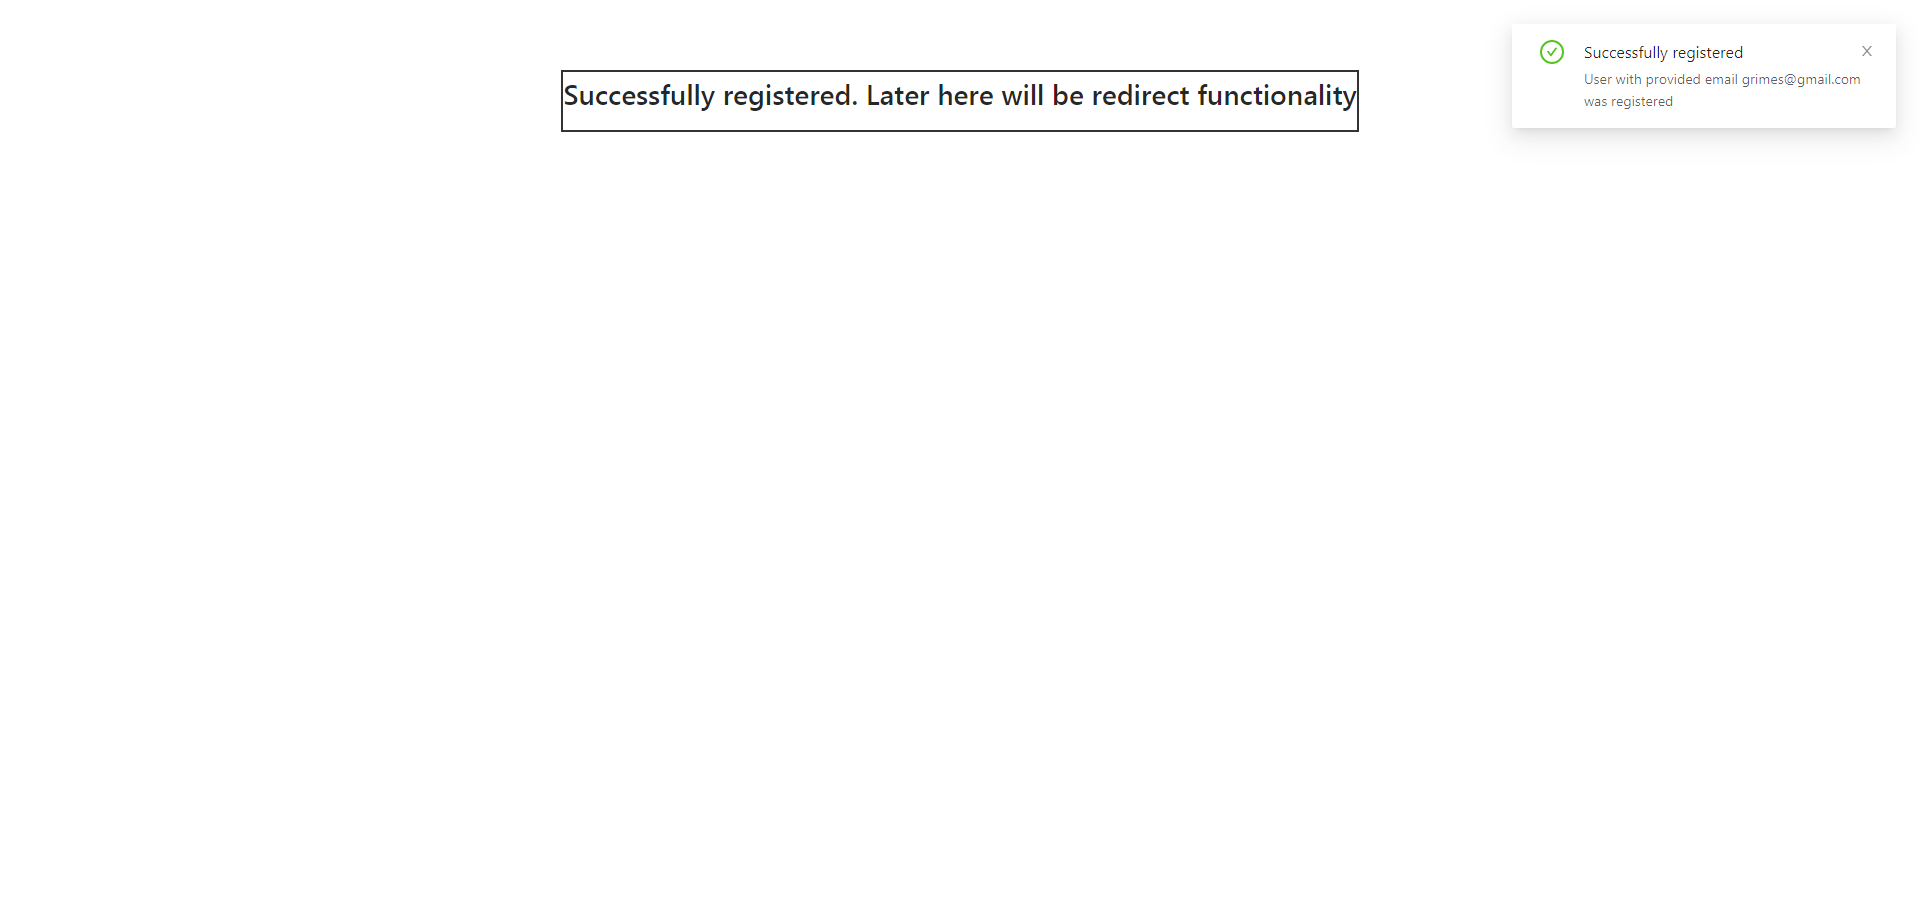 Successfully registered. Later here will be redirect functionality
Successfully registered
User with provided email grimes@gmail.com
was registered